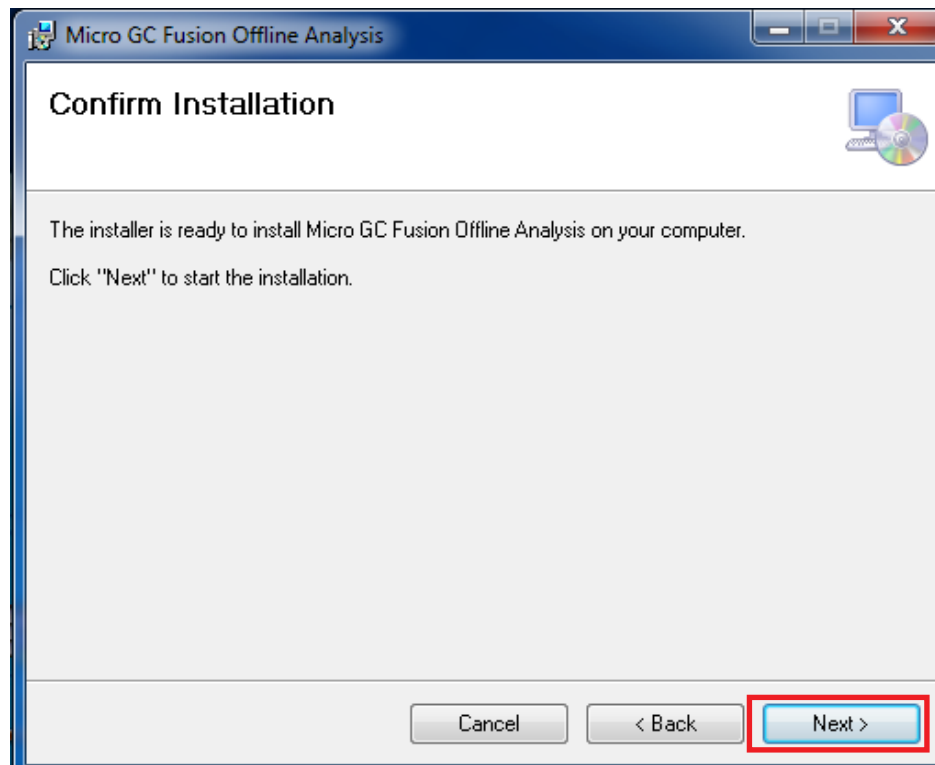 Micro GC Fusion Offline Analysis
Confirm Installation
The installer is ready to install Micro GC Fusion Offline Analysis on your computer.
Click "Next" to start the installation.
Cancel
< Back
Next >